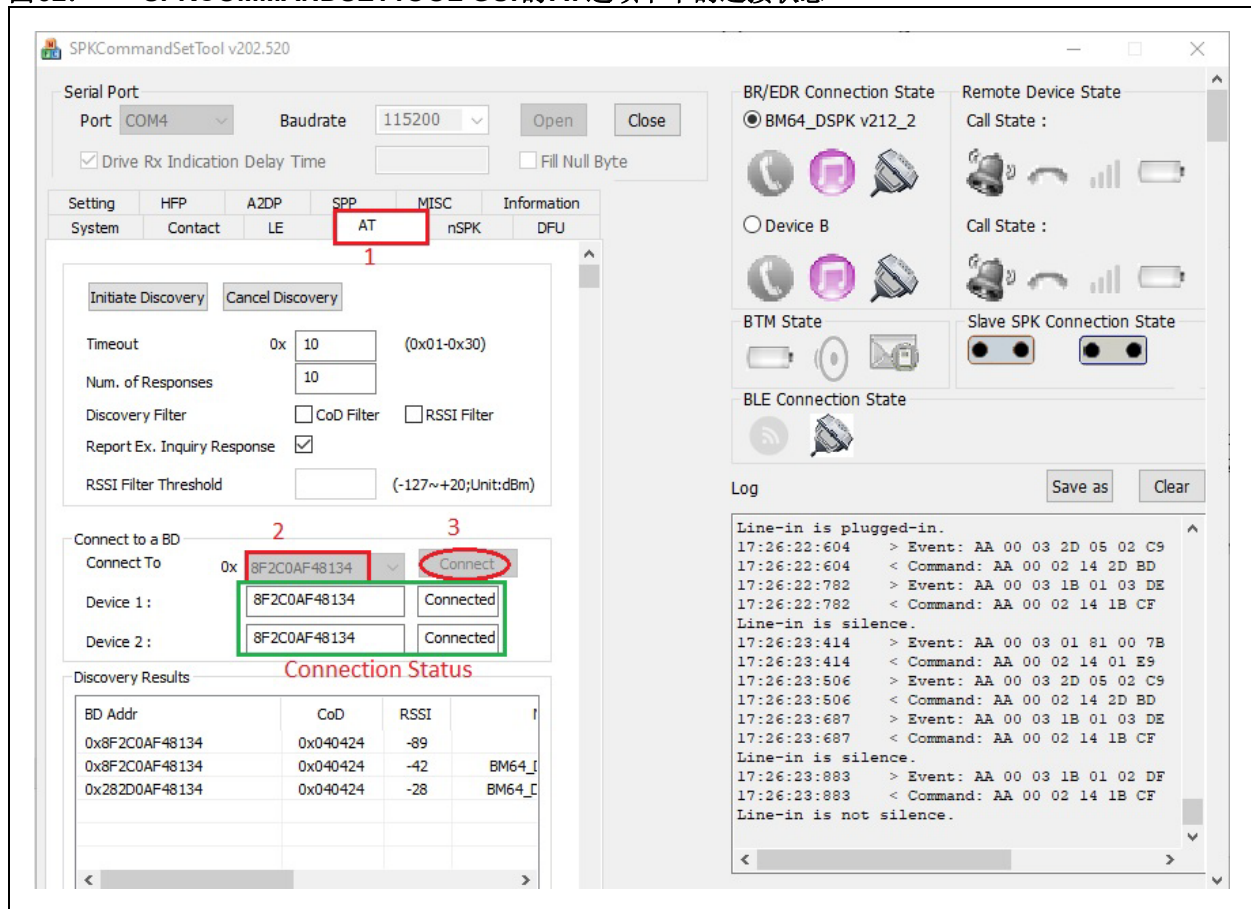 SPKCommandSetTool v202.520
Serial Port
Port COM4 Baudrate 115200 Open Close
Drive Rx Indication Delay Time Fill Null Byte
Setting HFP A2DP SPP MISC Information
System Contact LE AT nSPK DFU
1
Initiate Discovery Cancel Discovery
Timeout 0x 10 (0x01-0x30)
Num. of Responses 10
Discovery Filter CoD Filter RSSI Filter
Report Ex. Inquiry Response
RSSI Filter Threshold (-127~+20;Unit:dBm)
2 3
Connect to a BD
Connect To 0x 8F2C0AF48134 Connect
Device 1 : 8F2C0AF48134 Connected
Device 2 : 8F2C0AF48134 Connected
Connection Status
Discovery Results
BD Addr CoD RSSI
0x8F2C0AF48134 0x040424 -89
0x8F2C0AF48134 0x040424 -42 BM64_
0x282D0AF48134 0x040424 -28 BM64_
BR/EDR Connection State Remote Device State
BM64_DSPK v212_2 Call State :
Device B Call State :
BTM State Slave SPK Connection State
BLE Connection State
Log Save as Clear
Line-in is plugged-in.
17:26:22:604 > Event: AA 00 03 2D 05 02 C9
17:26:22:604 < Command: AA 00 02 14 2D BD
17:26:22:782 > Event: AA 00 03 1B 01 03 DE
17:26:22:782 < Command: AA 00 02 14 1B CF
Line-in is silence.
17:26:23:414 > Event: AA 00 03 01 81 00 7B
17:26:23:414 < Command: AA 00 02 14 01 E9
17:26:23:506 > Event: AA 00 03 2D 05 02 C9
17:26:23:506 < Command: AA 00 02 14 2D BD
17:26:23:687 > Event: AA 00 03 1B 01 03 DE
17:26:23:687 < Command: AA 00 02 14 1B CF
Line-in is silence.
17:26:23:883 > Event: AA 00 03 1B 01 02 DF
17:26:23:883 < Command: AA 00 02 14 1B CF
Line-in is not silence.